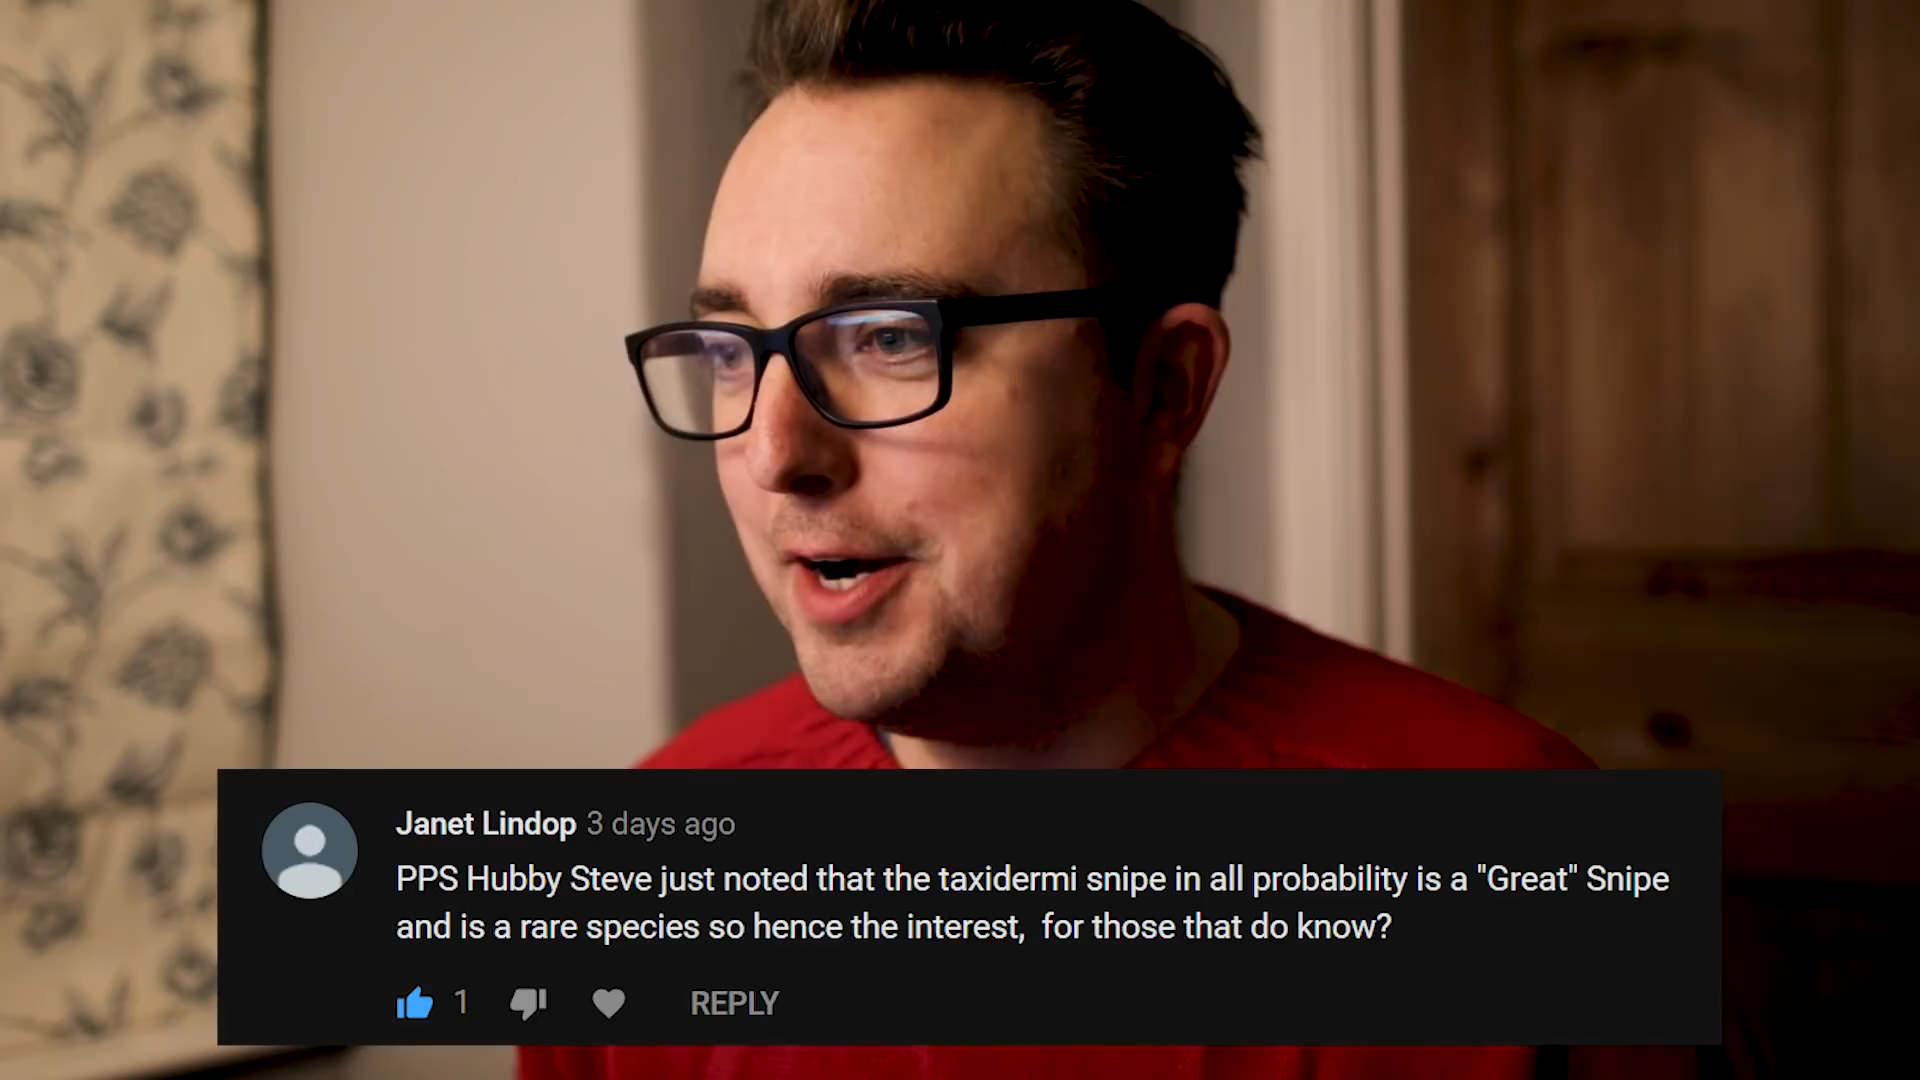 Janet Lindop 3 days ago
PPS Hubby Steve just noted that the taxidermi snipe in all probability is a "Great" Snipe
and is a rare species so hence the interest,  for those that do know?
1 REPLY